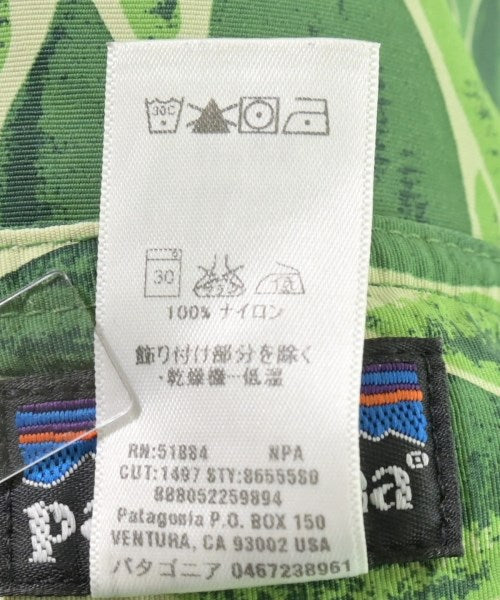 30C
30
100% ナイロン
飾り付け部分を除く
・乾燥機…低温
RN:51884 NPA
CUT:1497 STY:86555S0
888052259894
Patagonia P.O. BOX 150
VENTURA, CA 93002 USA
パタゴニア 0467238961
pa a®